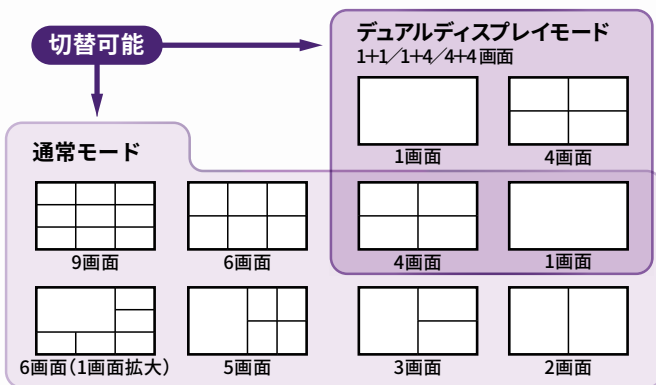 切替可能
デュアルディスプレイモード
1+1／1+4／4+4画面
1画面
4画面
通常モード
9画面
6画面
4画面
1画面
6画面（1画面拡大）
5画面
3画面
2画面